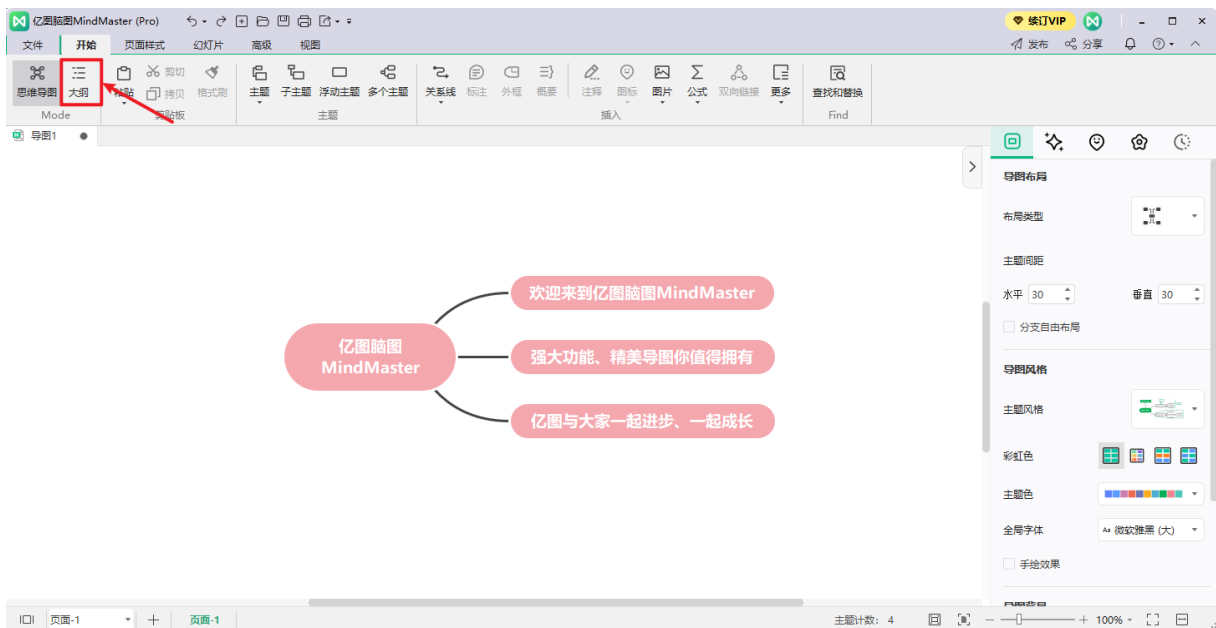 亿图脑图MindMaster (Pro)
续订VIP
文件 开始 页面样式 幻灯片 高级 视图
发布 分享
思维导图 大纲 粘贴 剪切 拷贝 格式刷 主题 子主题 浮动主题 多个主题 关系线 标注 外框 概要 注释 图标 图片 公式 双向链接 更多 查找和替换
Mode 剪贴板 主题 插入 Find
导图1
导图布局
布局类型
主题间距
水平 30 垂直 30
分支自由布局
导图风格
主题风格
彩虹色
主题色
全局字体 Aa 微软雅黑 (大)
手绘效果
导图背景
亿图脑图
MindMaster
欢迎来到亿图脑图MindMaster
强大功能、精美导图你值得拥有
亿图与大家一起进步、一起成长
页面-1 页面-1 主题计数: 4 100%